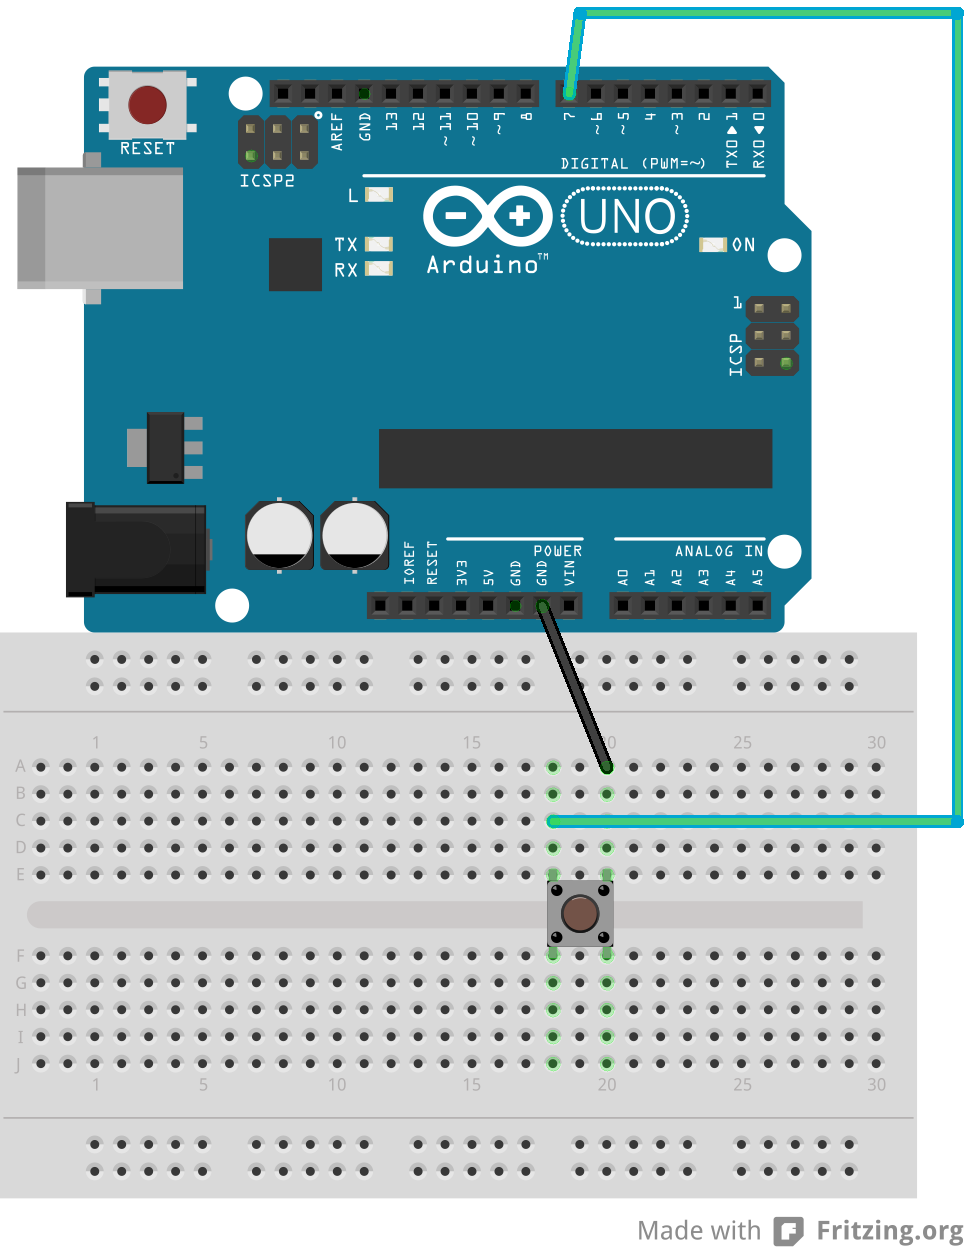 RESET
ICSP2
AREF
GND
13
12
~11
~10
~9
8
7
~6
~5
4
~3
2
TX0▶1
RX0◀0
DIGITAL (PWM=~)
L
TX
RX
UNO
Arduino™
ON
1
ICSP
POWER
ANALOG IN
IOREF
RESET
3V3
5V
GND
GND
VIN
A0
A1
A2
A3
A4
A5
1 5 10 15 20 25 30
A
B
C
D
E
F
G
H
I
J
1 5 10 15 20 25 30
Made with Fritzing.org